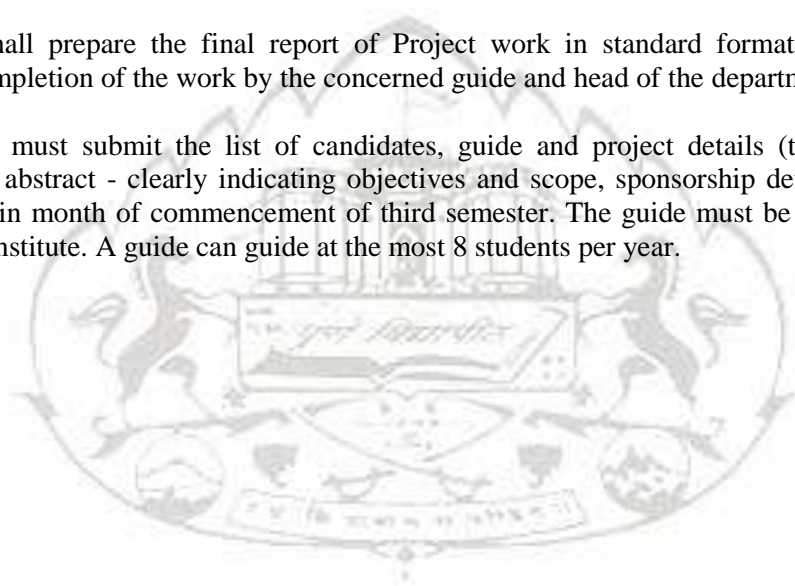 hall prepare the final report of Project work in standard format
mpletion of the work by the concerned guide and head of the departm
must submit the list of candidates, guide and project details (t
abstract - clearly indicating objectives and scope, sponsorship de
in month of commencement of third semester. The guide must be
nstitute. A guide can guide at the most 8 students per year.